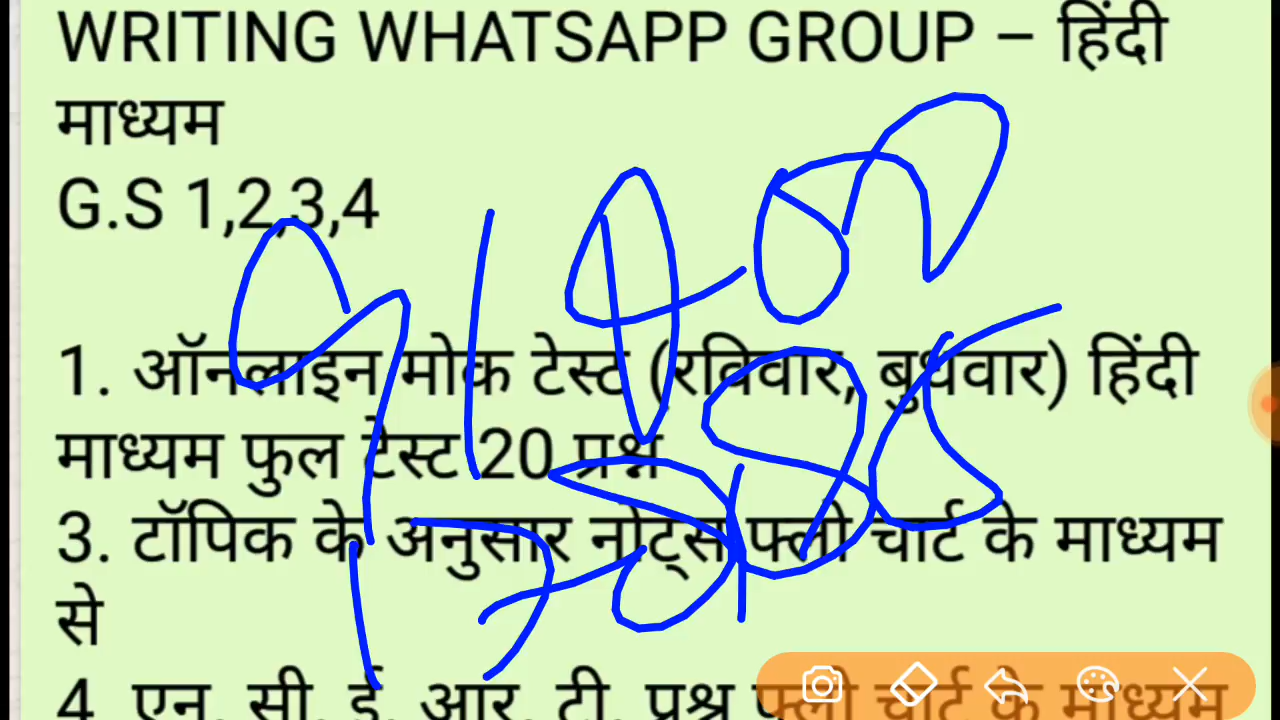 WRITING WHATSAPP GROUP – हिंदी
माध्यम
G.S 1,2,3,4
1. ऑनलाइन मोक टेस्ट (रविवार, बुधवार) हिंदी
माध्यम फुल टेस्ट 20 प्रश्न
3. टॉपिक के अनुसार नोट्स फ्लो चार्ट के माध्यम
से
4. एन. सी. ई. आर. टी. प्रश्न फ्लो चार्ट के माध्यम